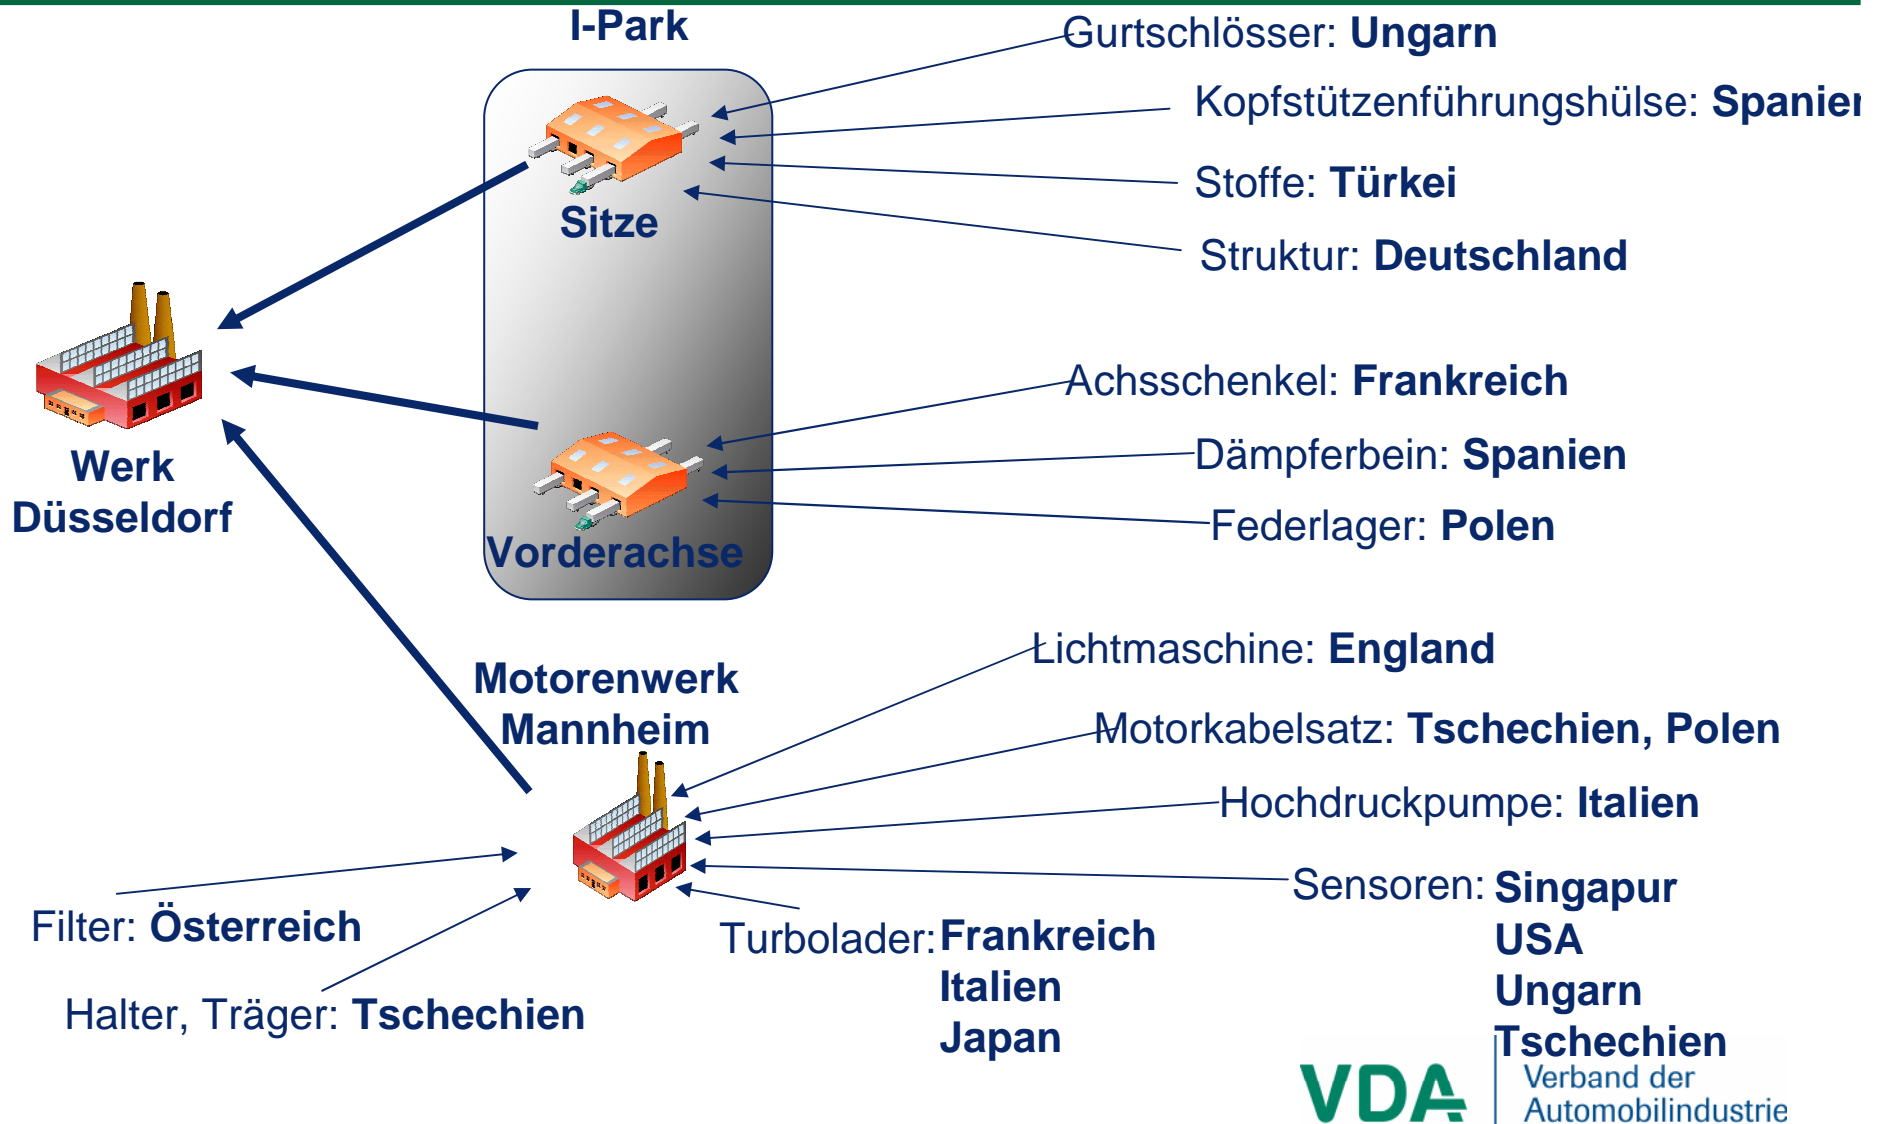 I-Park
Gurtschlösser: Ungarn
Kopfstützenführungshülse: Spanien
Stoffe: Türkei
Struktur: Deutschland
Sitze
Werk
Düsseldorf
Achsschenkel: Frankreich
Dämpferbein: Spanien
Federlager: Polen
Vorderachse
Motorenwerk
Mannheim
Lichtmaschine: England
Motorkabelsatz: Tschechien, Polen
Hochdruckpumpe: Italien
Sensoren: Singapur
USA
Ungarn
Tschechien
Filter: Österreich
Halter, Träger: Tschechien
Turbolader: Frankreich
Italien
Japan
VDA
Verband der
Automobilindustrie